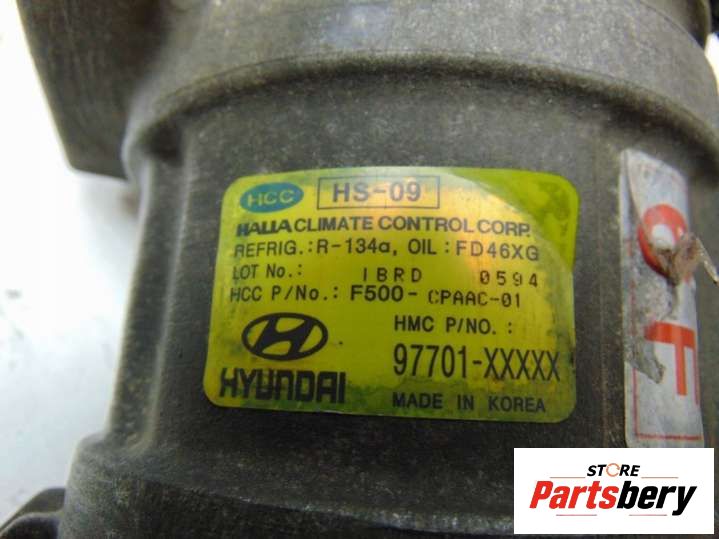 HCC HS-09
HALLA CLIMATE CONTROL CORP.
REFRIG.:R-134a, OIL : FD46XG
LOT No.: IBRD 0594
HCC P/No.: F500-CPAAC-01
HMC P/NO. :
97701-XXXXX
HYUNDAI
MADE IN KOREA
STORE
Partsbery